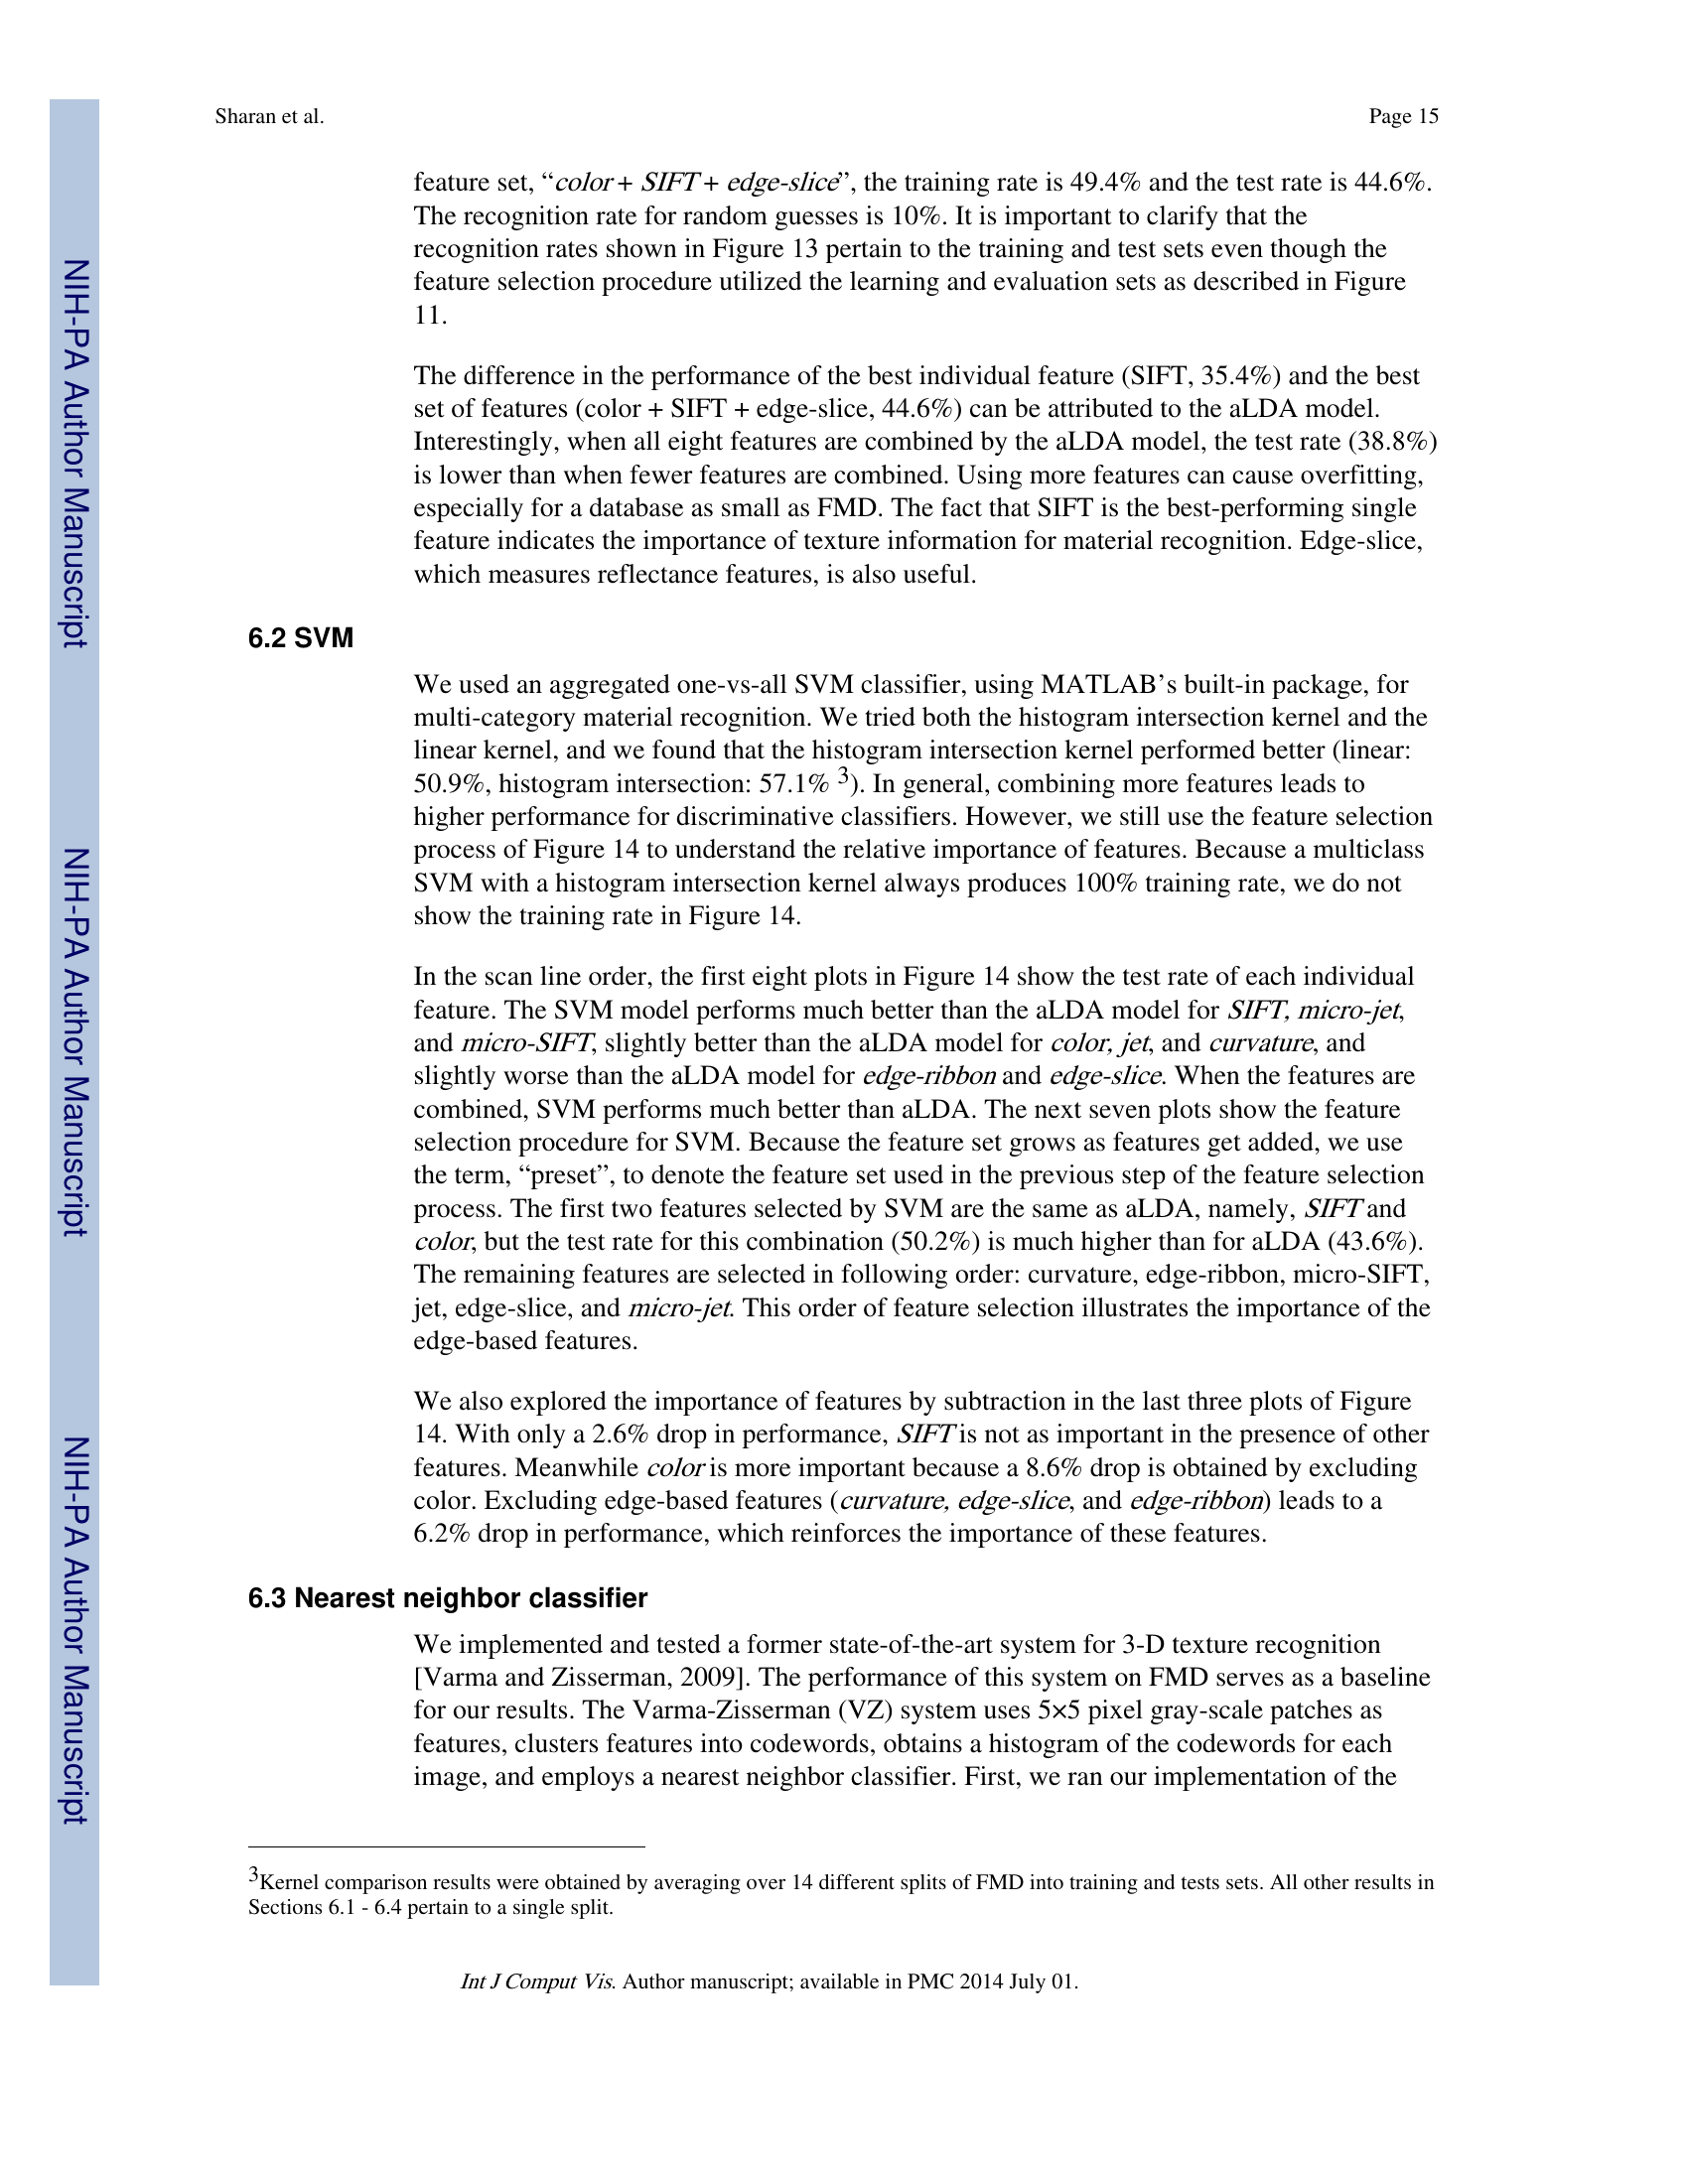 Sharan et al.
Page 15
feature set, “color + SIFT + edge-slice”, the training rate is 49.4% and the test rate is 44.6%.
The recognition rate for random guesses is 10%. It is important to clarify that the
recognition rates shown in Figure 13 pertain to the training and test sets even though the
feature selection procedure utilized the learning and evaluation sets as described in Figure
11.
The difference in the performance of the best individual feature (SIFT, 35.4%) and the best
set of features (color + SIFT + edge-slice, 44.6%) can be attributed to the aLDA model.
Interestingly, when all eight features are combined by the aLDA model, the test rate (38.8%)
is lower than when fewer features are combined. Using more features can cause overfitting,
especially for a database as small as FMD. The fact that SIFT is the best-performing single
feature indicates the importance of texture information for material recognition. Edge-slice,
which measures reflectance features, is also useful.
6.2 SVM
We used an aggregated one-vs-all SVM classifier, using MATLAB’s built-in package, for
multi-category material recognition. We tried both the histogram intersection kernel and the
linear kernel, and we found that the histogram intersection kernel performed better (linear:
50.9%, histogram intersection: 57.1% 3). In general, combining more features leads to
higher performance for discriminative classifiers. However, we still use the feature selection
process of Figure 14 to understand the relative importance of features. Because a multiclass
SVM with a histogram intersection kernel always produces 100% training rate, we do not
show the training rate in Figure 14.
In the scan line order, the first eight plots in Figure 14 show the test rate of each individual
feature. The SVM model performs much better than the aLDA model for SIFT, micro-jet,
and micro-SIFT, slightly better than the aLDA model for color, jet, and curvature, and
slightly worse than the aLDA model for edge-ribbon and edge-slice. When the features are
combined, SVM performs much better than aLDA. The next seven plots show the feature
selection procedure for SVM. Because the feature set grows as features get added, we use
the term, “preset”, to denote the feature set used in the previous step of the feature selection
process. The first two features selected by SVM are the same as aLDA, namely, SIFT and
color, but the test rate for this combination (50.2%) is much higher than for aLDA (43.6%).
The remaining features are selected in following order: curvature, edge-ribbon, micro-SIFT,
jet, edge-slice, and micro-jet. This order of feature selection illustrates the importance of the
edge-based features.
We also explored the importance of features by subtraction in the last three plots of Figure
14. With only a 2.6% drop in performance, SIFT is not as important in the presence of other
features. Meanwhile color is more important because a 8.6% drop is obtained by excluding
color. Excluding edge-based features (curvature, edge-slice, and edge-ribbon) leads to a
6.2% drop in performance, which reinforces the importance of these features.
6.3 Nearest neighbor classifier
We implemented and tested a former state-of-the-art system for 3-D texture recognition
[Varma and Zisserman, 2009]. The performance of this system on FMD serves as a baseline
for our results. The Varma-Zisserman (VZ) system uses 5×5 pixel gray-scale patches as
features, clusters features into codewords, obtains a histogram of the codewords for each
image, and employs a nearest neighbor classifier. First, we ran our implementation of the
3Kernel comparison results were obtained by averaging over 14 different splits of FMD into training and tests sets. All other results in
Sections 6.1 - 6.4 pertain to a single split.
Int J Comput Vis. Author manuscript; available in PMC 2014 July 01.
NIH-PA Author Manuscript
NIH-PA Author Manuscript
NIH-PA Author Manuscript